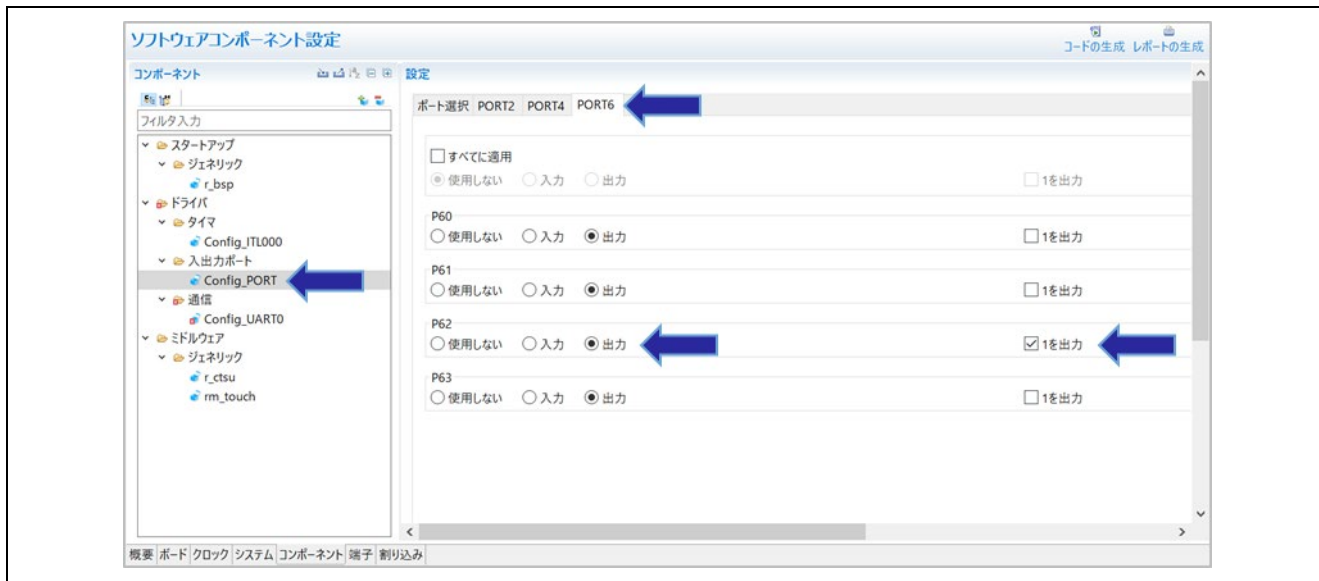 ソフトウェアコンポーネント設定
コードの生成 レポートの生成
コンポーネント
設定
フィルタ入力
スタートアップ
ジェネリック
r_bsp
ドライバ
タイマ
Config_ITL000
入出力ポート
Config_PORT
通信
Config_UART0
ミドルウェア
ジェネリック
r_ctsu
rm_touch
ポート選択 PORT2 PORT4 PORT6
すべてに適用
使用しない 入力 出力 1を出力
P60
使用しない 入力 出力 1を出力
P61
使用しない 入力 出力 1を出力
P62
使用しない 入力 出力 1を出力
P63
使用しない 入力 出力 1を出力
概要 ボード クロック システム コンポーネント 端子 割り込み